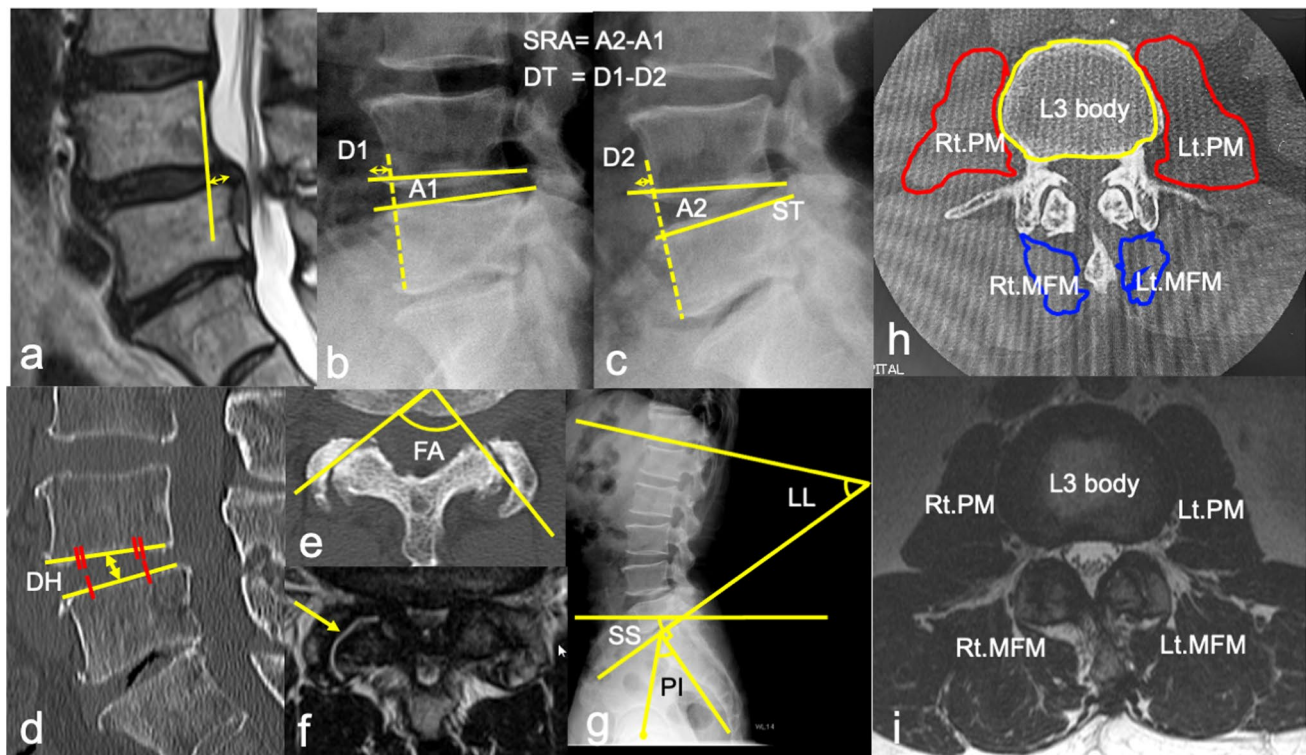 SRA= A2-A1
DT = D1-D2
D1
A1
b
D2
A2
ST
c
a
L3 body
Rt.PM
Lt.PM
Rt.MFM
Lt.MFM
h
PITAL
DH
d
FA
e
f
LL
SS
PI
WL14
g
L3 body
Rt.PM
Lt.PM
Rt.MFM
Lt.MFM
i